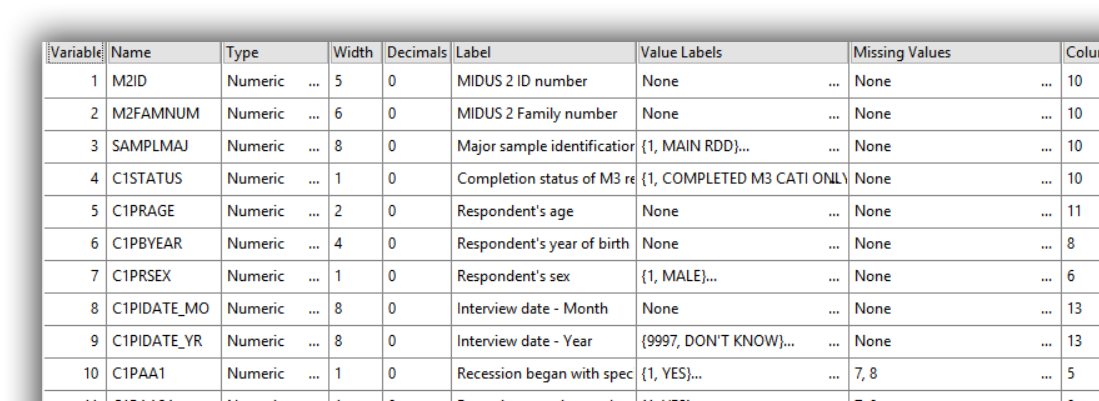 Variable Name Type Width Decimals Label Value Labels Missing Values Colu
1 M2ID Numeric ... 5 0 MIDUS 2 ID number None ... None ... 10
2 M2FAMNUM Numeric ... 6 0 MIDUS 2 Family number None ... None ... 10
3 SAMPLMAJ Numeric ... 8 0 Major sample identification {1, MAIN RDD}... ... None ... 10
4 C1STATUS Numeric ... 1 0 Completion status of M3 re {1, COMPLETED M3 CATI ONLY None ... 10
5 C1PRAGE Numeric ... 2 0 Respondent's age None ... None ... 11
6 C1PBYEAR Numeric ... 4 0 Respondent's year of birth None ... None ... 8
7 C1PRSEX Numeric ... 1 0 Respondent's sex {1, MALE}... ... None ... 6
8 C1PIDATE_MO Numeric ... 8 0 Interview date - Month None ... None ... 13
9 C1PIDATE_YR Numeric ... 8 0 Interview date - Year {9997, DON'T KNOW}... ... None ... 13
10 C1PAA1 Numeric ... 1 0 Recession began with spec {1, YES}... ... 7, 8 ... 5